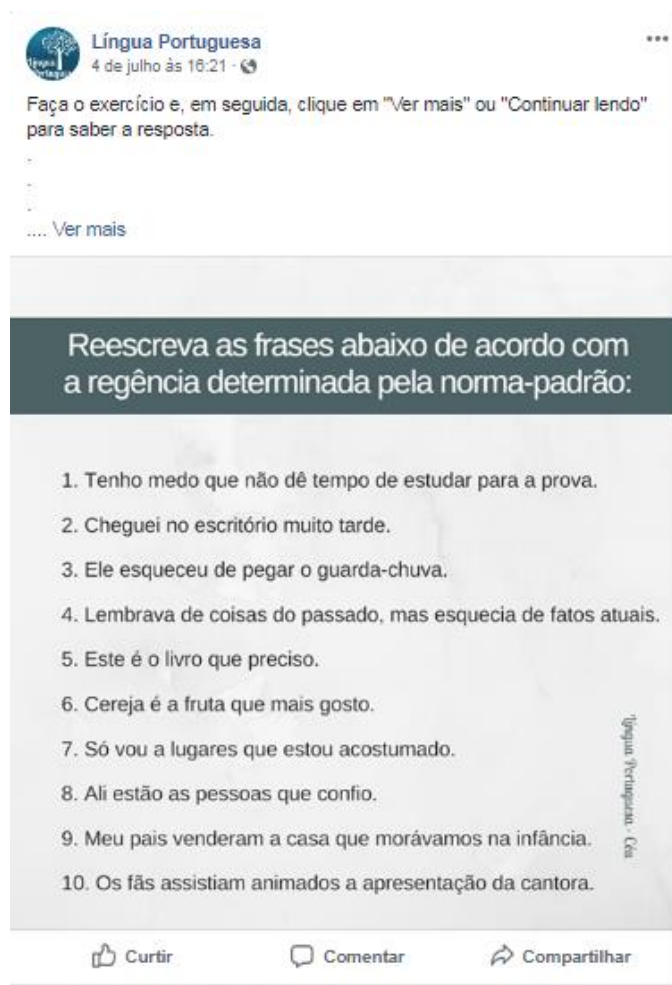 Língua Portuguesa
4 de julho às 16:21 ·
Faça o exercício e, em seguida, clique em "Ver mais" ou "Continuar lendo"
para saber a resposta.
.
.
.
.... Ver mais
Reescreva as frases abaixo de acordo com
a regência determinada pela norma-padrão:
1. Tenho medo que não dê tempo de estudar para a prova.
2. Cheguei no escritório muito tarde.
3. Ele esqueceu de pegar o guarda-chuva.
4. Lembrava de coisas do passado, mas esquecia de fatos atuais.
5. Este é o livro que preciso.
6. Cereja é a fruta que mais gosto.
7. Só vou a lugares que estou acostumado.
8. Ali estão as pessoas que confio.
9. Meu pais venderam a casa que morávamos na infância.
10. Os fãs assistiam animados a apresentação da cantora.
Língua Portuguesa - Céu
Curtir
Comentar
Compartilhar